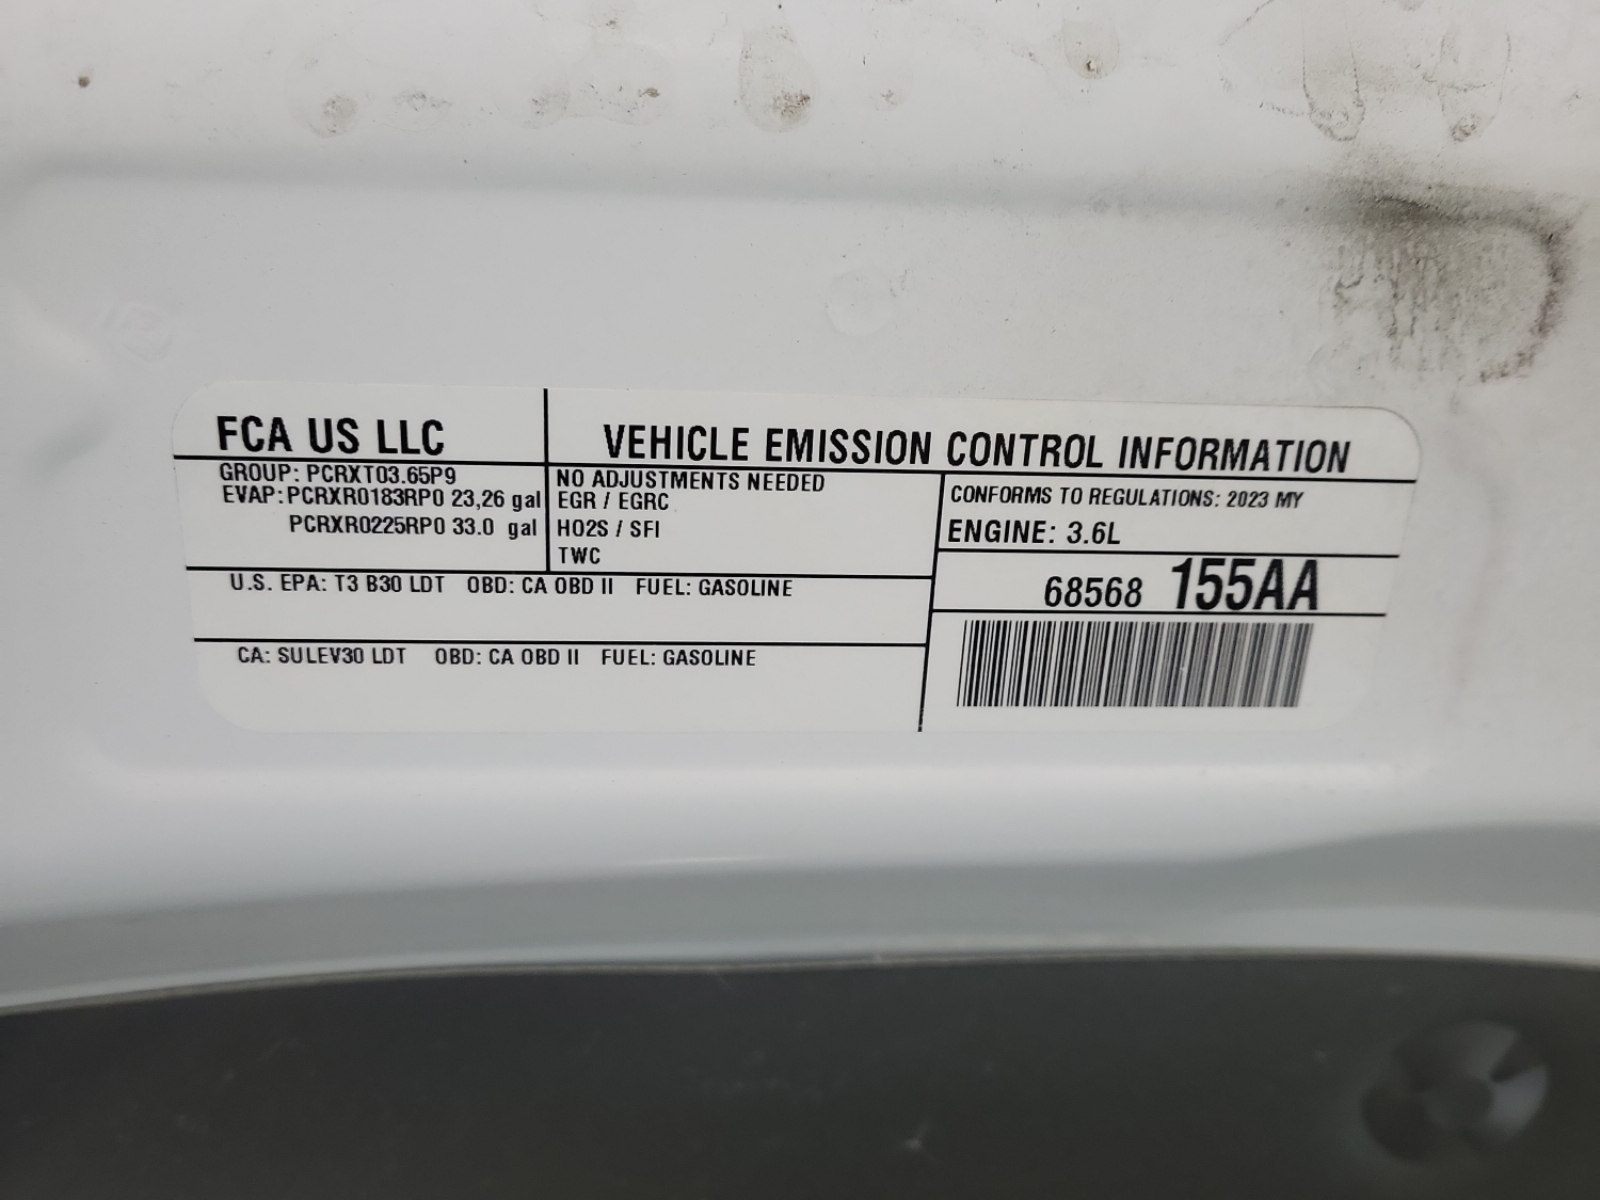 FCA US LLC
VEHICLE EMISSION CONTROL INFORMATION
GROUP: PCRXT03.65P9
EVAP: PCRXR0183RP0 23,26 gal
PCRXR0225RP0 33.0 gal
NO ADJUSTMENTS NEEDED
EGR / EGRC
HO2S / SFI
TWC
CONFORMS TO REGULATIONS: 2023 MY
ENGINE: 3.6L
68568 155AA
U.S. EPA: T3 B30 LDT OBD: CA OBD II FUEL: GASOLINE
CA: SULEV30 LDT OBD: CA OBD II FUEL: GASOLINE